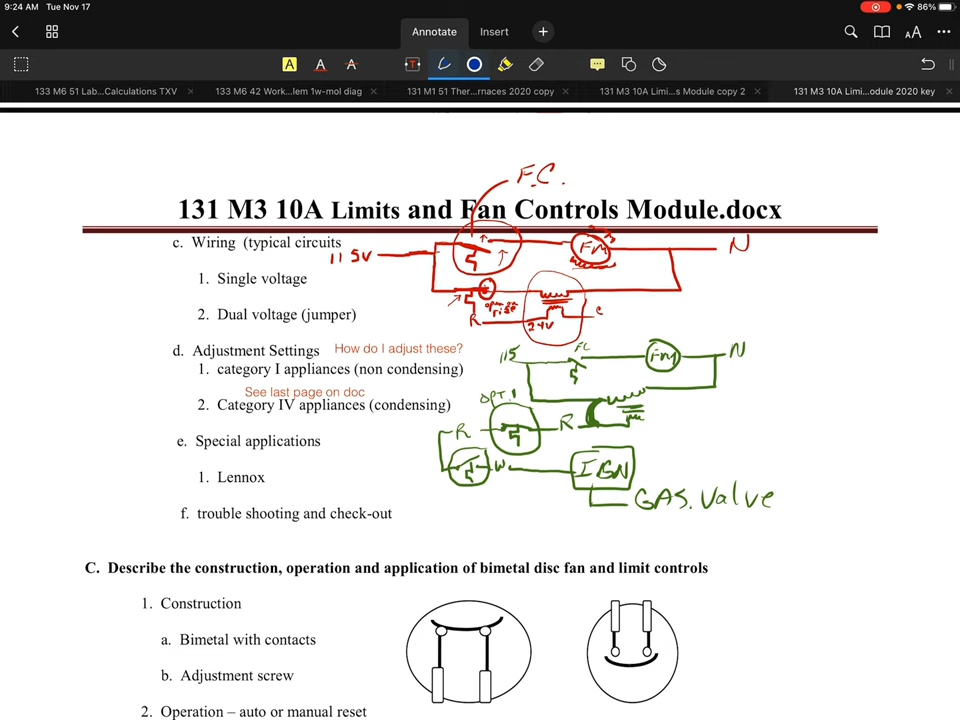 9:24 AM Tue Nov 17
86%
Annotate Insert
AA
A A A T
133 M6 51 Lab...Calculations TXV
133 M6 42 Work...lem 1w-mol diag
131 M1 51 Ther...rnaces 2020 copy
131 M3 10A Limi...s Module copy 2
131 M3 10A Limi...odule 2020 key
F.C.
131 M3 10A Limits and Fan Controls Module.docx
c. Wiring (typical circuits
115V
FM
N
1. Single voltage
open on rise
R
24V
C
2. Dual voltage (jumper)
d. Adjustment Settings
How do I adjust these?
115
FC
FM
N
1. category I appliances (non condensing)
See last page on doc
OPT.1
2. Category IV appliances (condensing)
R
R
e. Special applications
W
IGN
1. Lennox
GAS. Valve
f. trouble shooting and check-out
C. Describe the construction, operation and application of bimetal disc fan and limit controls
1. Construction
a. Bimetal with contacts
b. Adjustment screw
2. Operation – auto or manual reset